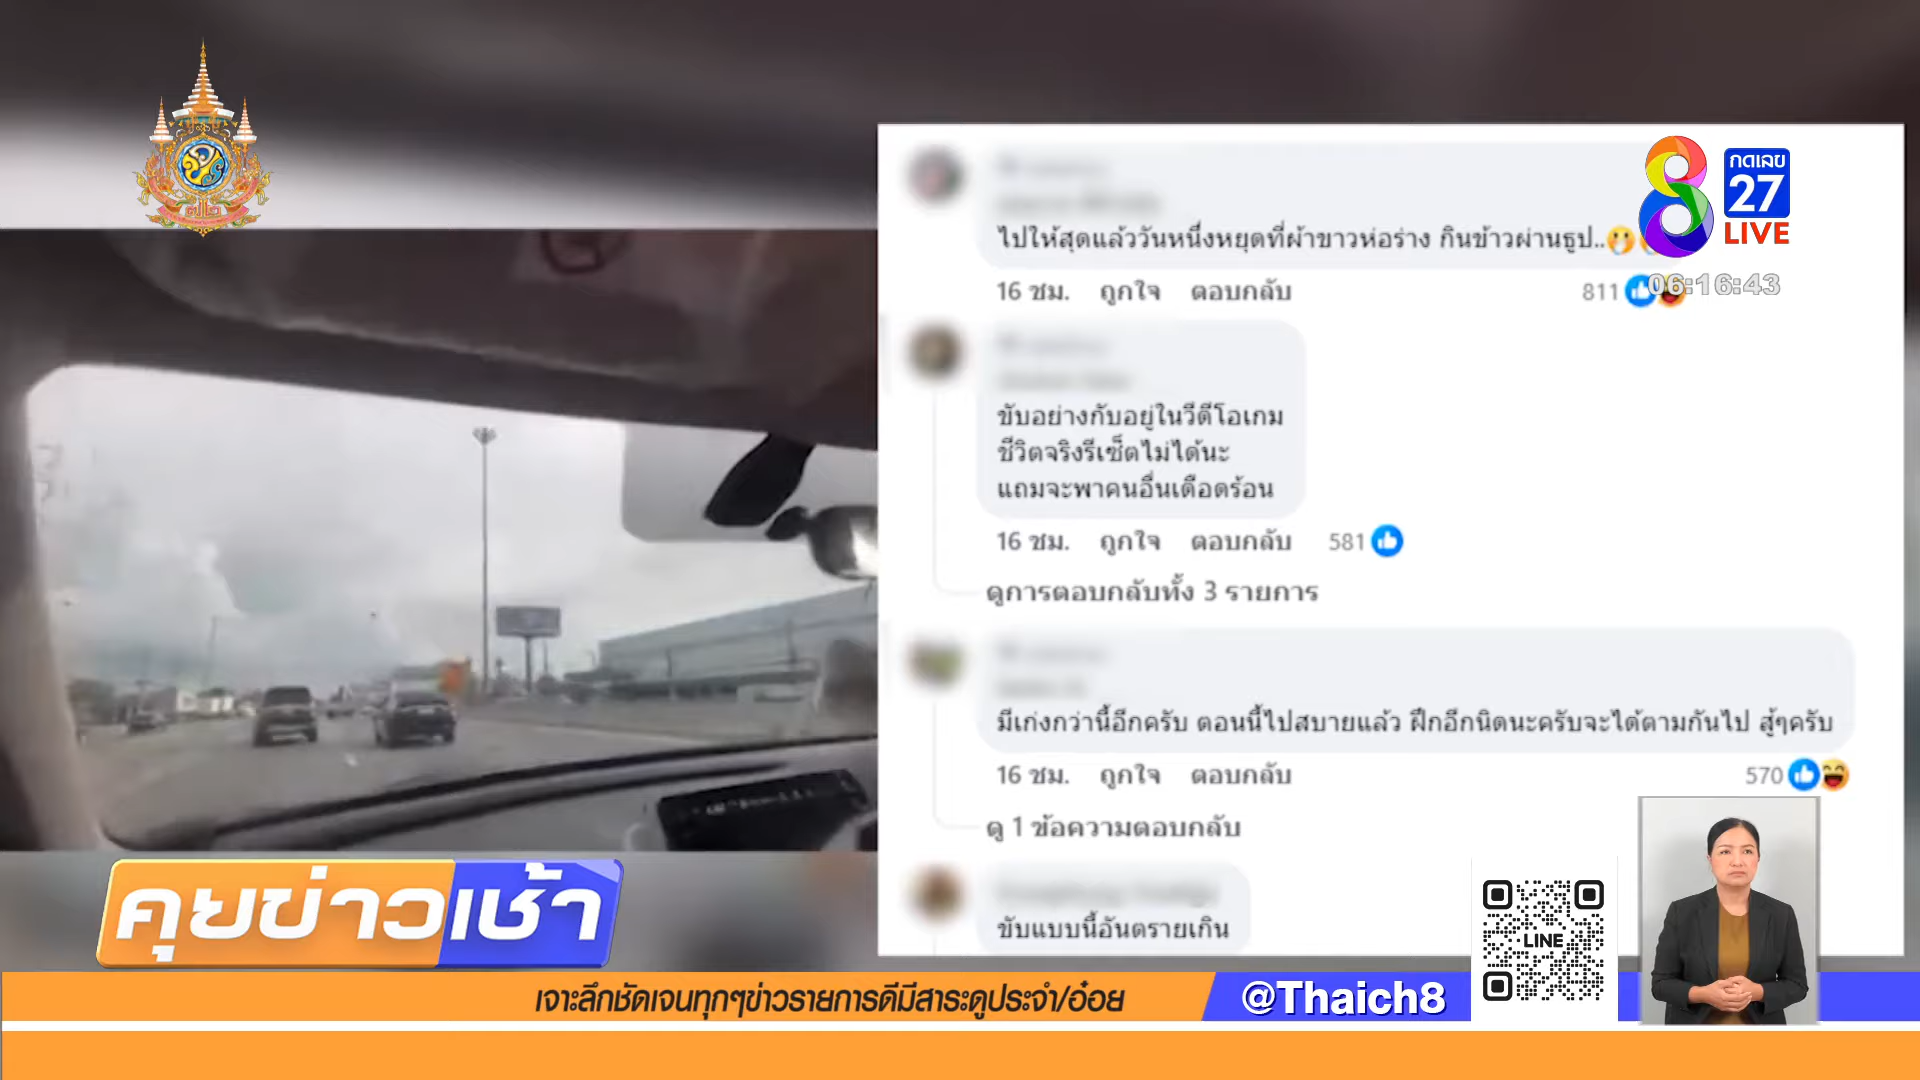 ไปให้สุดแล้ววันหนึ่งหยุดที่ผ้าขาวห่อร่าง กินข้าวผ่านธูป..
16 ชม. ถูกใจ ตอบกลับ 811
กดเลข
27
LIVE
06:16:43
ขับอย่างกับอยู่ในวีดีโอเกม
ชีวิตจริงรีเซ็ตไม่ได้นะ
แถมจะพาคนอื่นเดือดร้อน
16 ชม. ถูกใจ ตอบกลับ 581
ดูการตอบกลับทั้ง 3 รายการ
มีเก่งกว่านี้อีกครับ ตอนนี้ไปสบายแล้ว ฝึกอีกนิดนะครับจะได้ตามกันไป สู้ๆครับ
16 ชม. ถูกใจ ตอบกลับ 570
ดู 1 ข้อความตอบกลับ
ขับแบบนี้อันตรายเกิน
คุยข่าวเช้า
เจาะลึกชัดเจนทุกๆข่าวรายการดีมีสาระดูประจำ/อ๋อย
@Thaich8
LINE